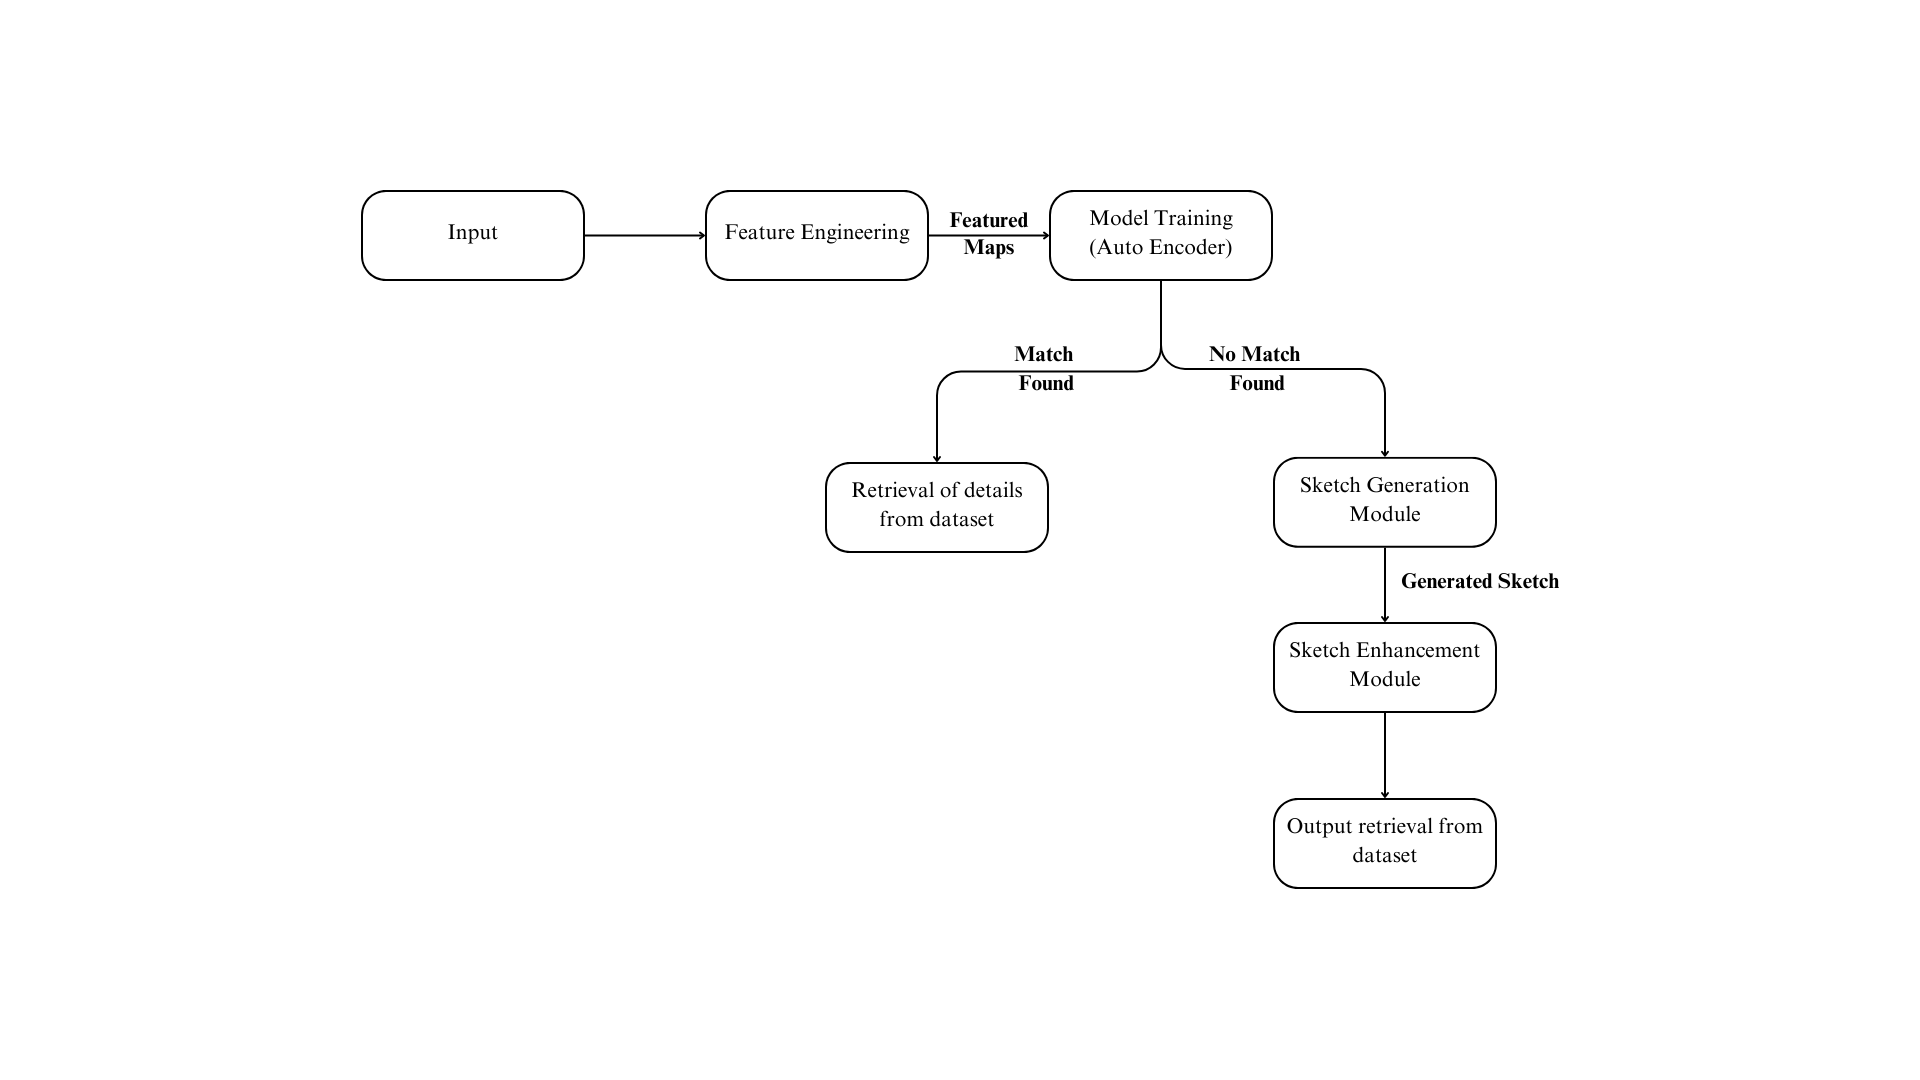 Input
Feature Engineering
Featured
Maps
Model Training
(Auto Encoder)
Match
Found
No Match
Found
Retrieval of details
from dataset
Sketch Generation
Module
Generated Sketch
Sketch Enhancement
Module
Output retrieval from
dataset